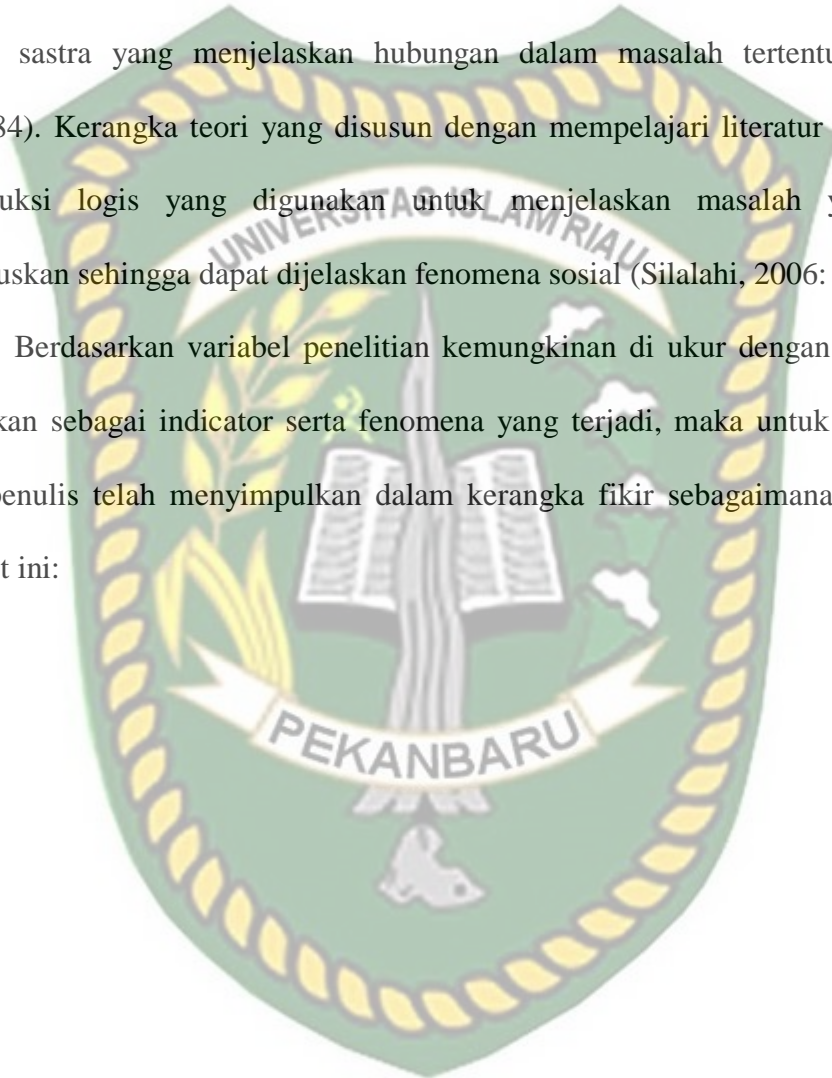 sastra yang menjelaskan hubungan dalam masalah tertentu
84). Kerangka teori yang disusun dengan mempelajari literatur
uksi logis yang digunakan untuk menjelaskan masalah y
uskan sehingga dapat dijelaskan fenomena sosial (Silalahi, 2006:
UNIVERSITAS ISLAM RIAU
Berdasarkan variabel penelitian kemungkinan di ukur dengan
kan sebagai indicator serta fenomena yang terjadi, maka untuk
penulis telah menyimpulkan dalam kerangka fikir sebagaimana
t ini:
PEKANBARU